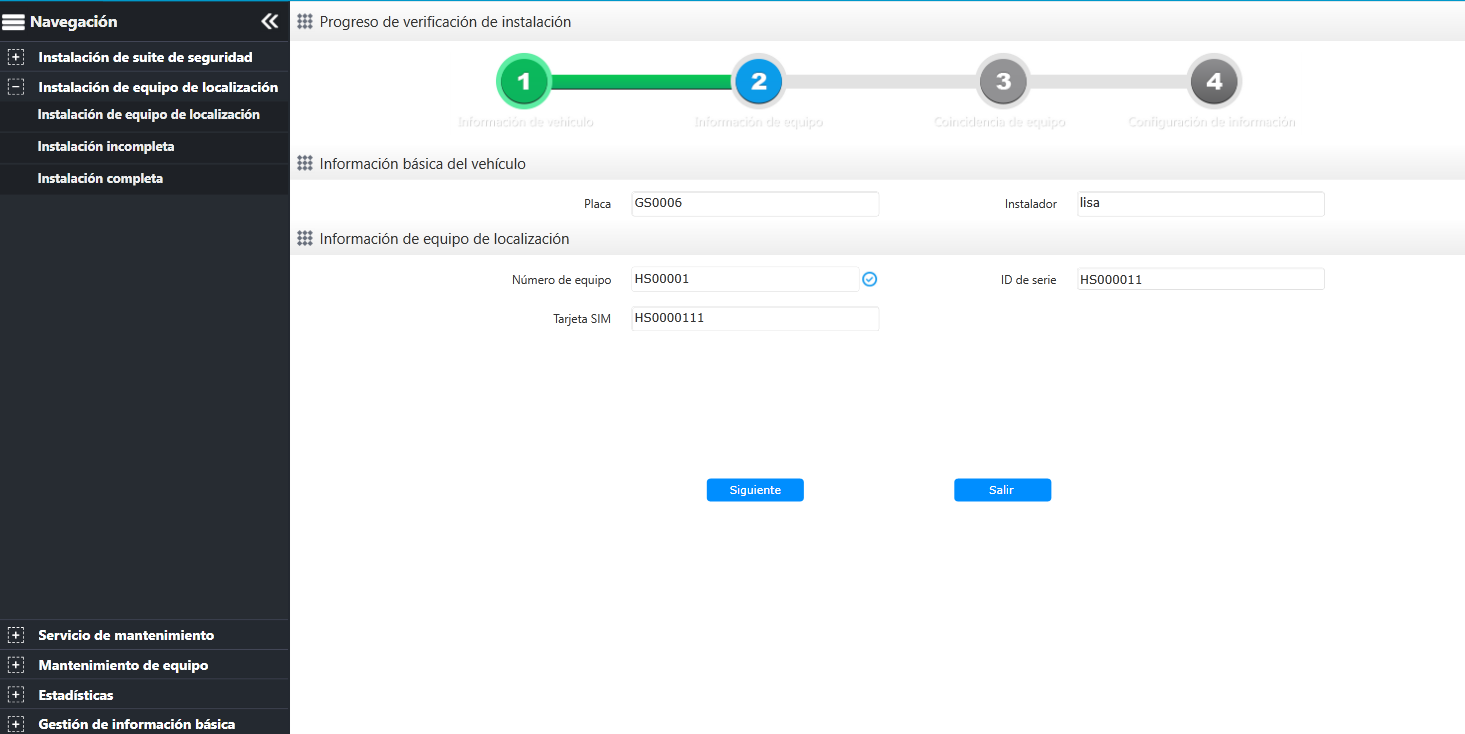 Navegación
Instalación de suite de seguridad
Instalación de equipo de localización
Instalación de equipo de localización
Instalación incompleta
Instalación completa
Servicio de mantenimiento
Mantenimiento de equipo
Estadísticas
Gestión de información básica
Progreso de verificación de instalación
1 2 3 4
Información de vehículo Información de equipo Coincidencia de equipo Configuración de información
Información básica del vehículo
Placa GS0006 Instalador lisa
Información de equipo de localización
Número de equipo HS00001 ID de serie HS000011
Tarjeta SIM HS0000111
Siguiente Salir